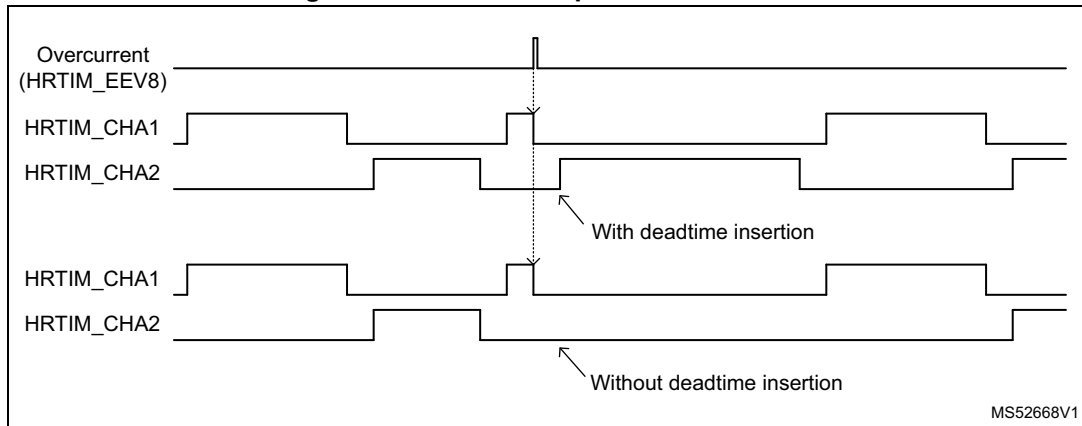 Overcurrent
(HRTIM_EEV8)
HRTIM_CHA1
HRTIM_CHA2
With deadtime insertion
HRTIM_CHA1
HRTIM_CHA2
Without deadtime insertion
MS52668V1